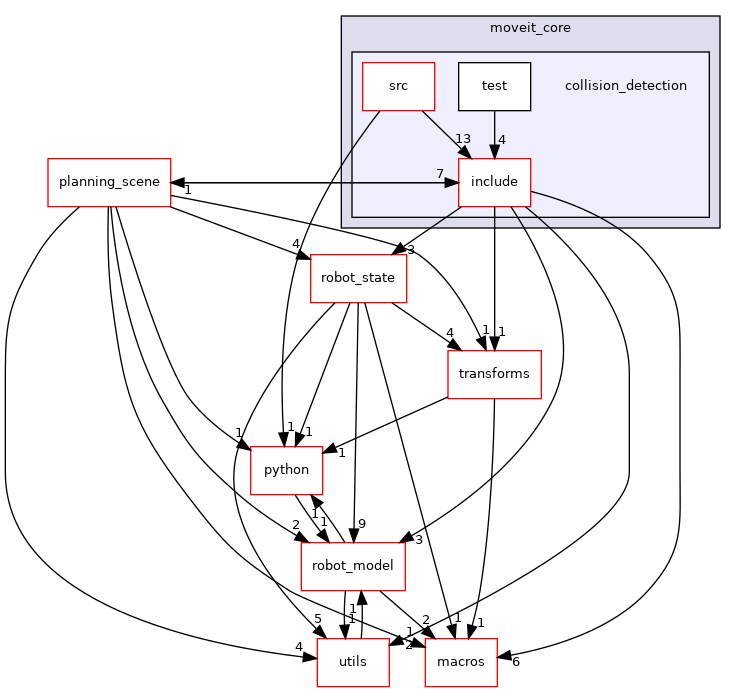 moveit_core
src
test
collision_detection
13
4
planning_scene
7
include
1
4
3
robot_state
4
1
1
transforms
1
1
1
1
python
1
1
2
9
3
robot_model
1
1
5
2
1
1
1
2
4
6
utils
macros